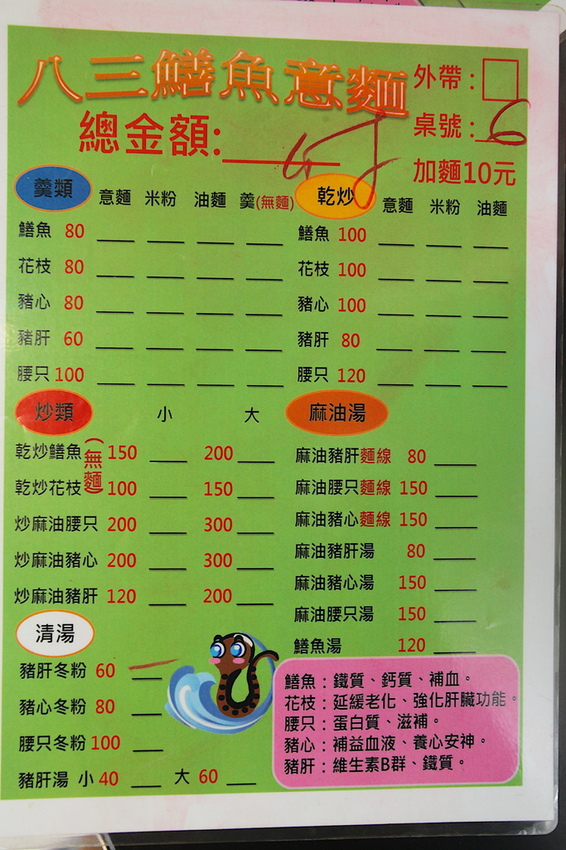 八三鱔魚意麵
外帶:
總金額:
桌號: 6
加麵10元
羹類 意麵 米粉 油麵 羹(無麵)
鱔魚 80
花枝 80
豬心 80
豬肝 60
腰只 100
乾炒 意麵 米粉 油麵
鱔魚 100
花枝 100
豬心 100
豬肝 80
腰只 120
炒類 小 大
乾炒鱔魚(無麵) 150 200
乾炒花枝 100 150
炒麻油腰只 200 300
炒麻油豬心 200 300
炒麻油豬肝 120 200
麻油湯
麻油豬肝麵線 80
麻油腰只麵線 150
麻油豬心麵線 150
麻油豬肝湯 80
麻油豬心湯 150
麻油腰只湯 150
鱔魚湯 120
清湯
豬肝冬粉 60
豬心冬粉 80
腰只冬粉 100
豬肝湯 小 40 大 60
鱔魚:鐵質、鈣質、補血。
花枝:延緩老化、強化肝臟功能。
腰只:蛋白質、滋補。
豬心:補益血液、養心安神。
豬肝:維生素B群、鐵質。